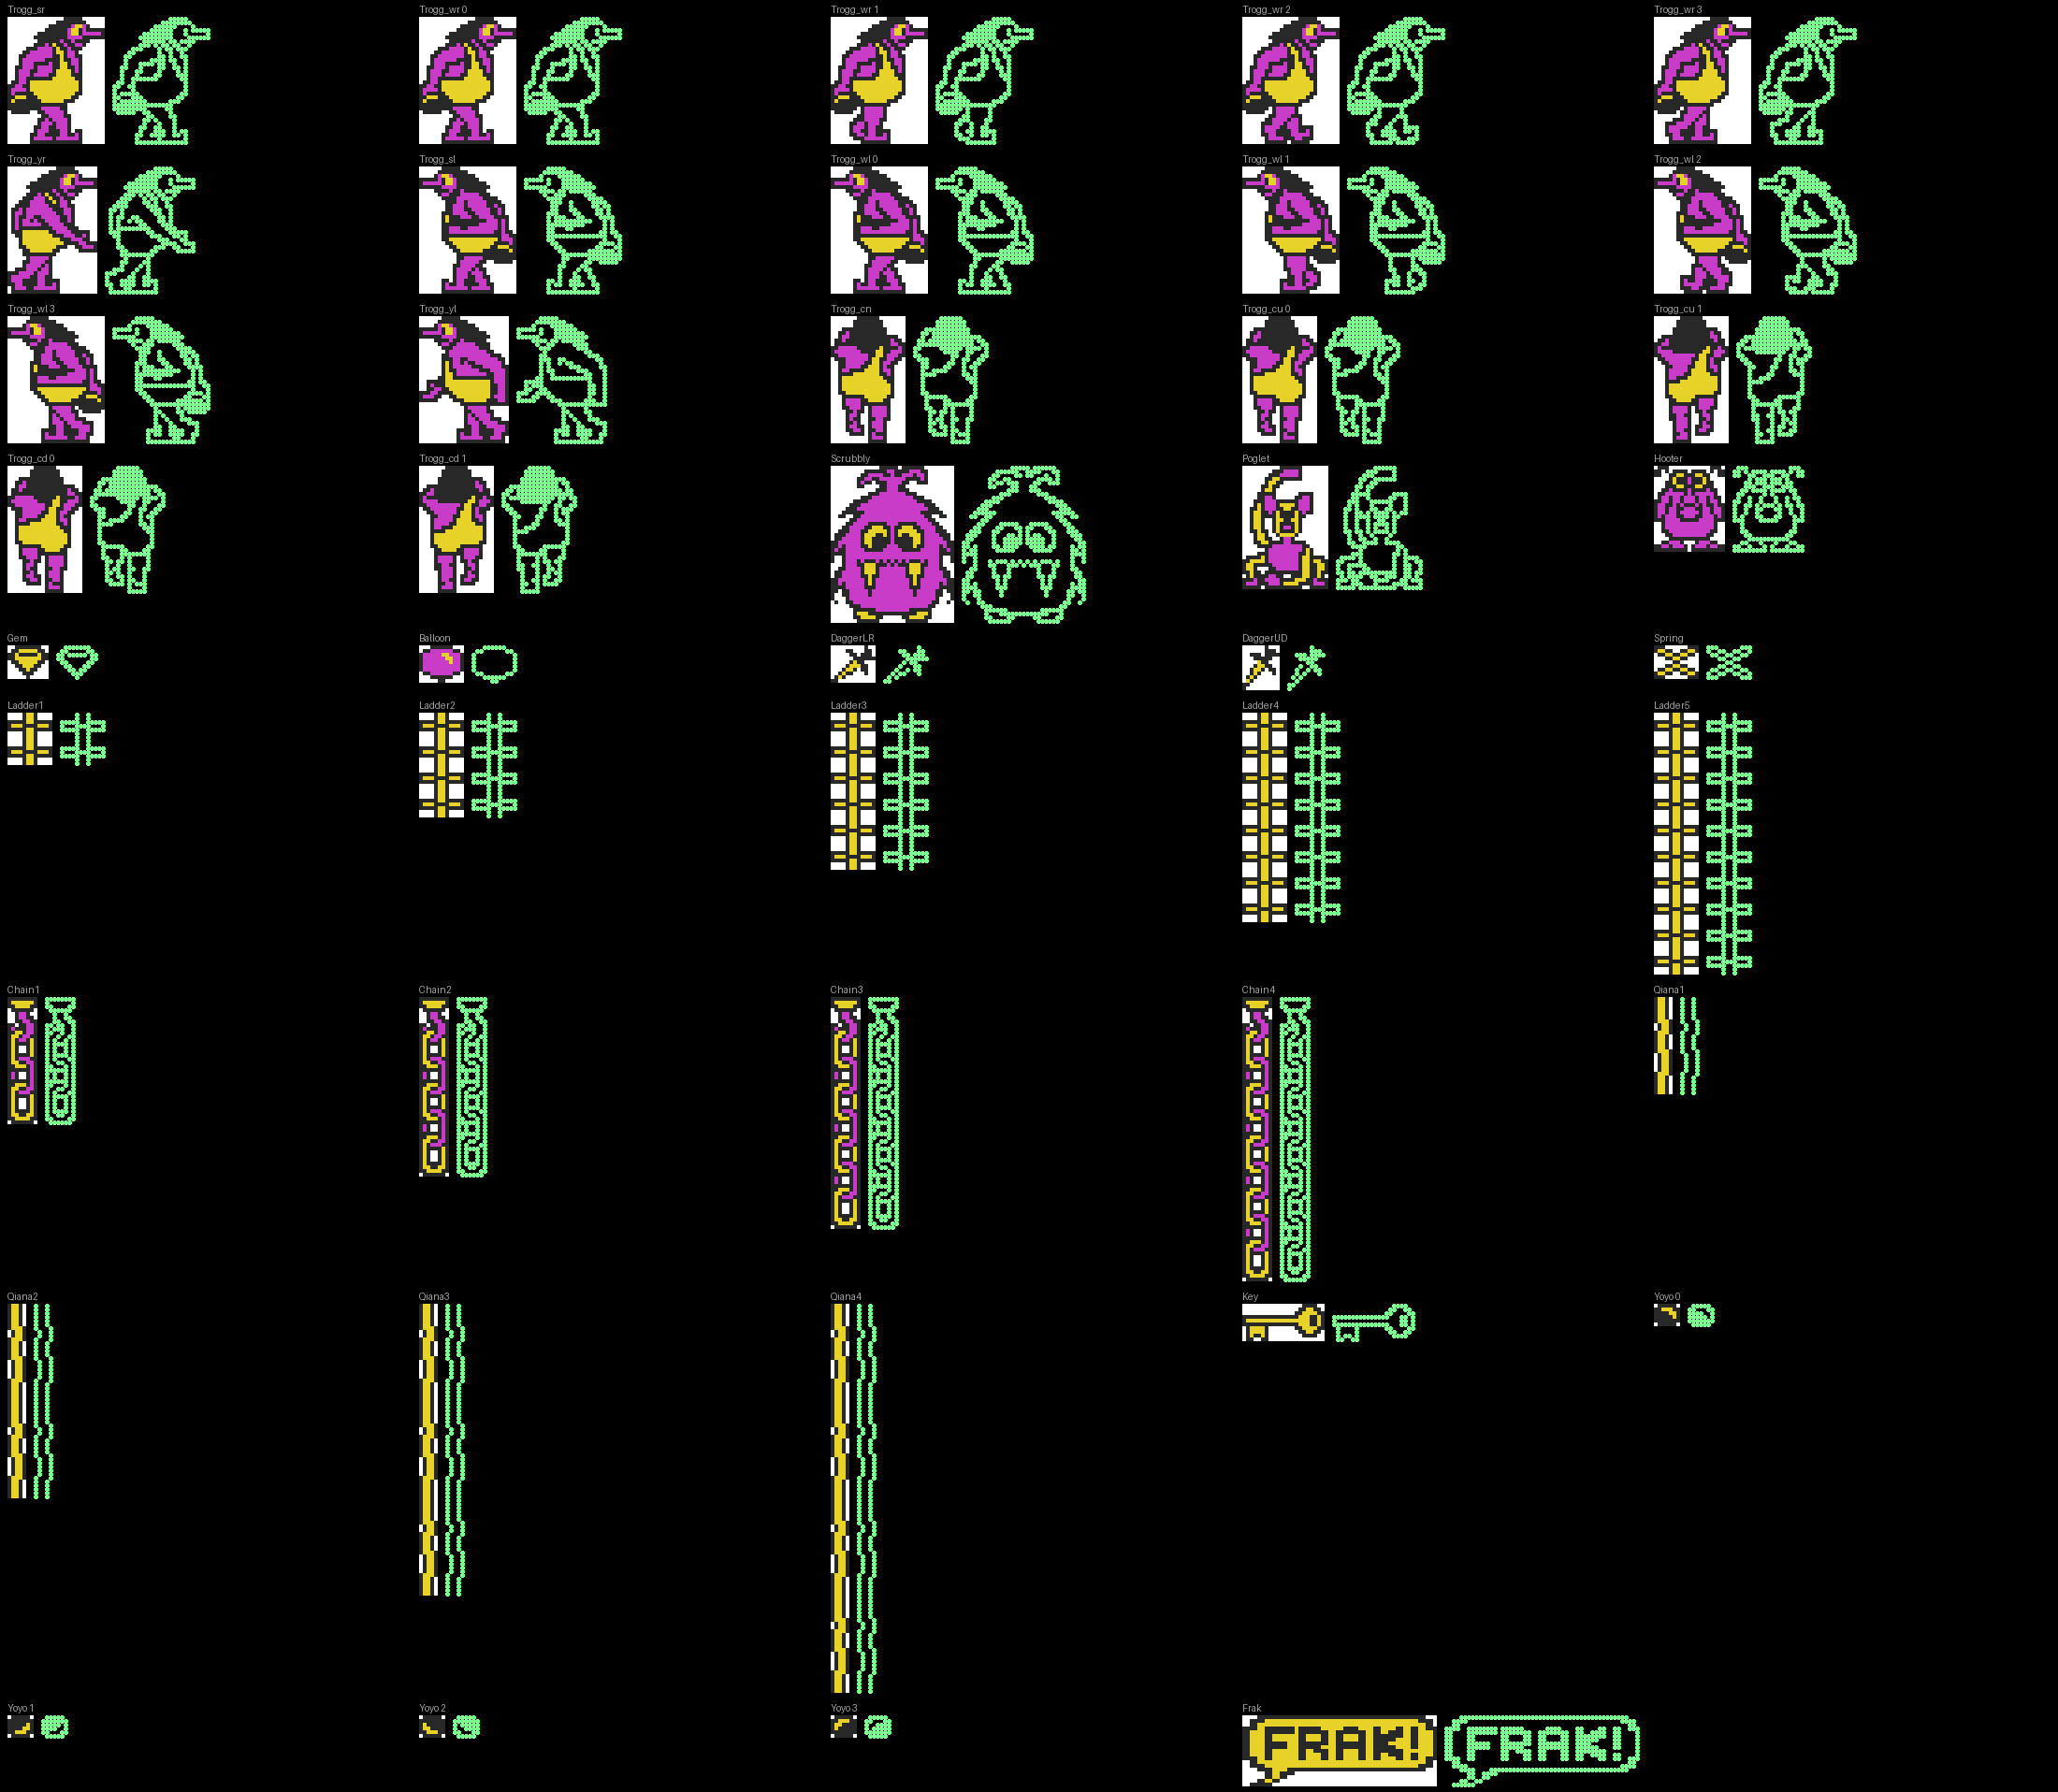 Trogg_sr Trogg_wr 0 Trogg_wr 1 Trogg_wr 2 Trogg_wr 3
Trogg_yr Trogg_sl Trogg_wl 0 Trogg_wl 1 Trogg_wl 2
Trogg_wl 3 Trogg_yl Trogg_cn Trogg_cu 0 Trogg_cu 1
Trogg_cd 0 Trogg_cd 1 Scrubbly Poglet Hooter
Gem Balloon DaggerLR DaggerUD Spring
Ladder1 Ladder2 Ladder3 Ladder4 Ladder5
Chain1 Chain2 Chain3 Chain4 Qiana1
Qiana2 Qiana3 Qiana4 Key Yoyo 0
Yoyo 1 Yoyo 2 Yoyo 3 Frak
FRAK! FRAK!